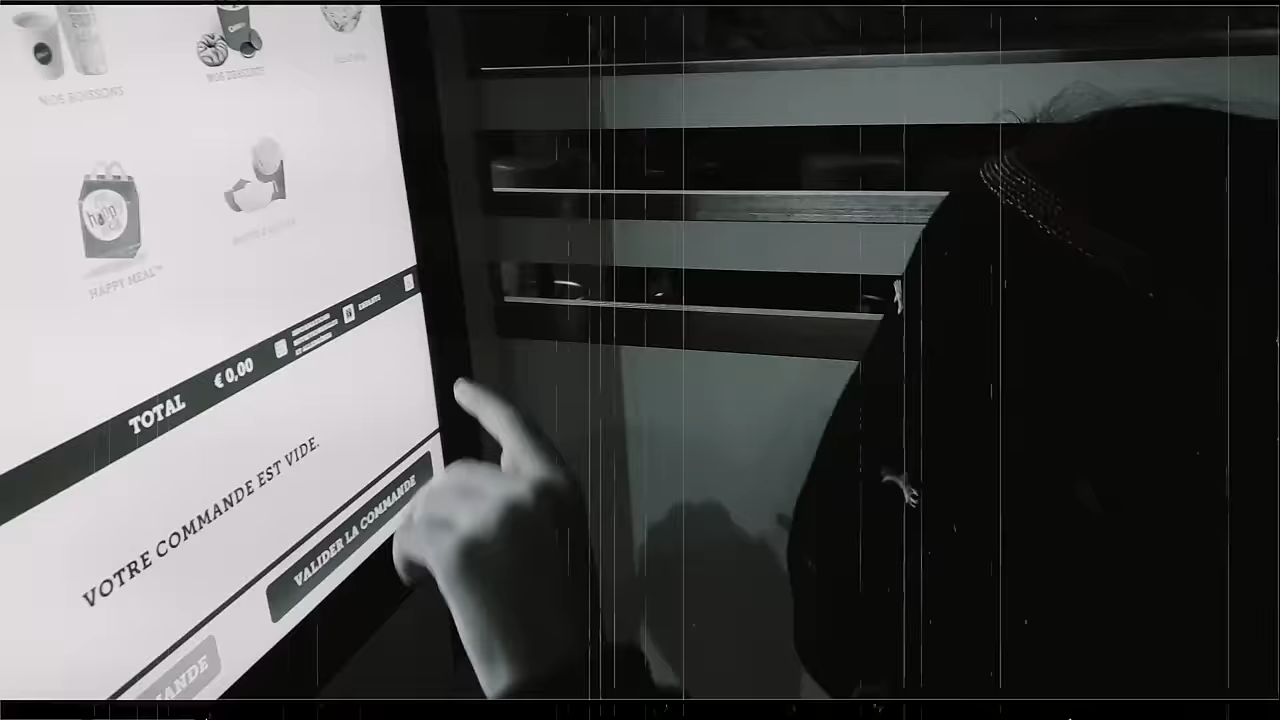 NOS BOISSONS
NOS DESSERTS
HAPPY MEAL™
TOTAL € 0,00
VOTRE COMMANDE EST VIDE.
VALIDER LA COMMANDE